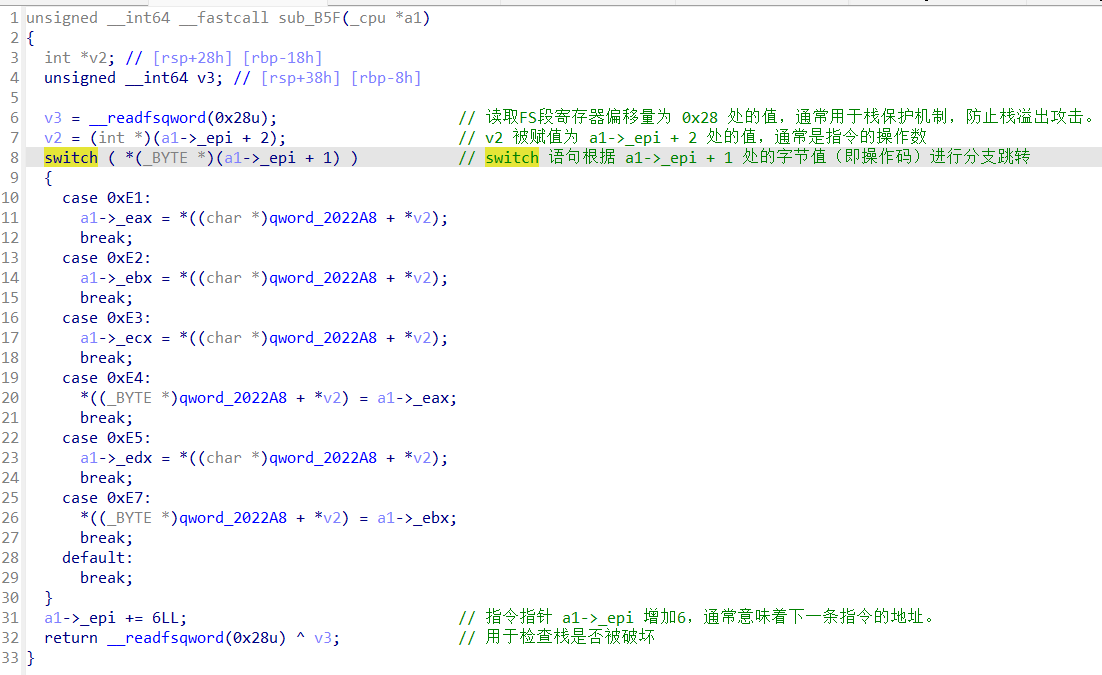 1 unsigned __int64 __fastcall sub_B5F(_cpu *a1)
2 {
3   int *v2; // [rsp+28h] [rbp-18h]
4   unsigned __int64 v3; // [rsp+38h] [rbp-8h]
5
6   v3 = __readfsqword(0x28u);                    // 读取FS段寄存器偏移量为 0x28 处的值，通常用于栈保护机制，防止栈溢出攻击。
7   v2 = (int *)(a1->_epi + 2);                   // v2 被赋值为 a1->_epi + 2 处的值，通常是指令的操作数
8   switch ( *(_BYTE *)(a1->_epi + 1) )           // switch 语句根据 a1->_epi + 1 处的字节值（即操作码）进行分支跳转
9   {
10     case 0xE1:
11       a1->_eax = *((char *)qword_2022A8 + *v2);
12       break;
13     case 0xE2:
14       a1->_ebx = *((char *)qword_2022A8 + *v2);
15       break;
16     case 0xE3:
17       a1->_ecx = *((char *)qword_2022A8 + *v2);
18       break;
19     case 0xE4:
20       *((_BYTE *)qword_2022A8 + *v2) = a1->_eax;
21       break;
22     case 0xE5:
23       a1->_edx = *((char *)qword_2022A8 + *v2);
24       break;
25     case 0xE7:
26       *((_BYTE *)qword_2022A8 + *v2) = a1->_ebx;
27       break;
28     default:
29       break;
30   }
31   a1->_epi += 6LL;                              // 指令指针 a1->_epi 增加6，通常意味着下一条指令的地址。
32   return __readfsqword(0x28u) ^ v3;             // 用于检查栈是否被破坏
33 }